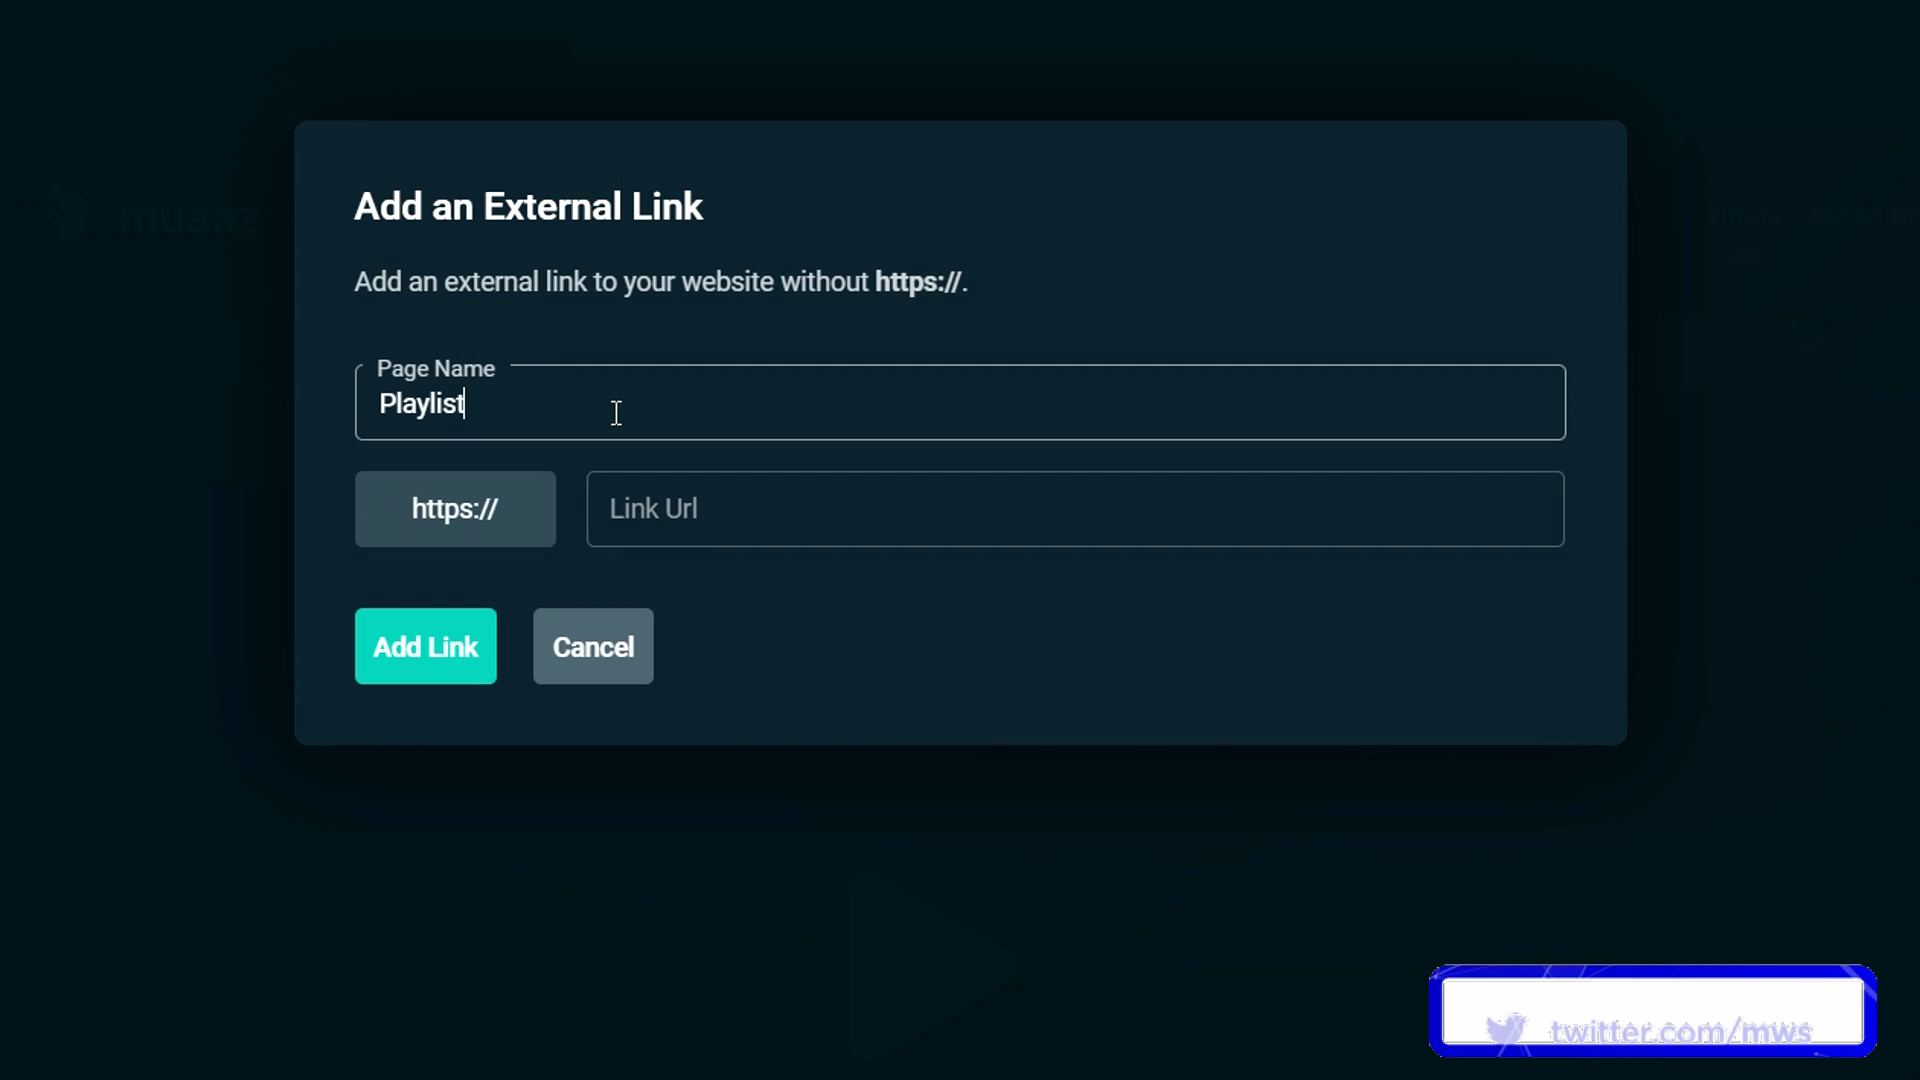 muaaz
Add an External Link
Add an external link to your website without https://.
Page Name
Playlist
https://
Link Url
Add Link
Cancel
twitter.com/mws